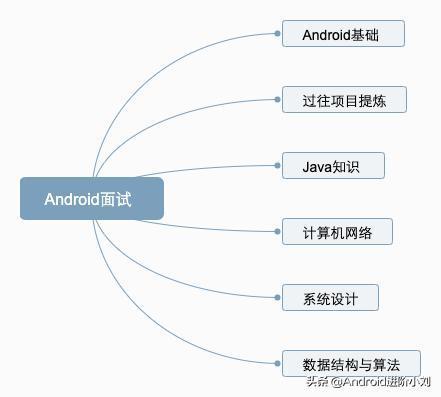 Android基础
过往项目提炼
Java知识
Android面试
计算机网络
系统设计
数据结构与算法
头条 @Android进阶小刘